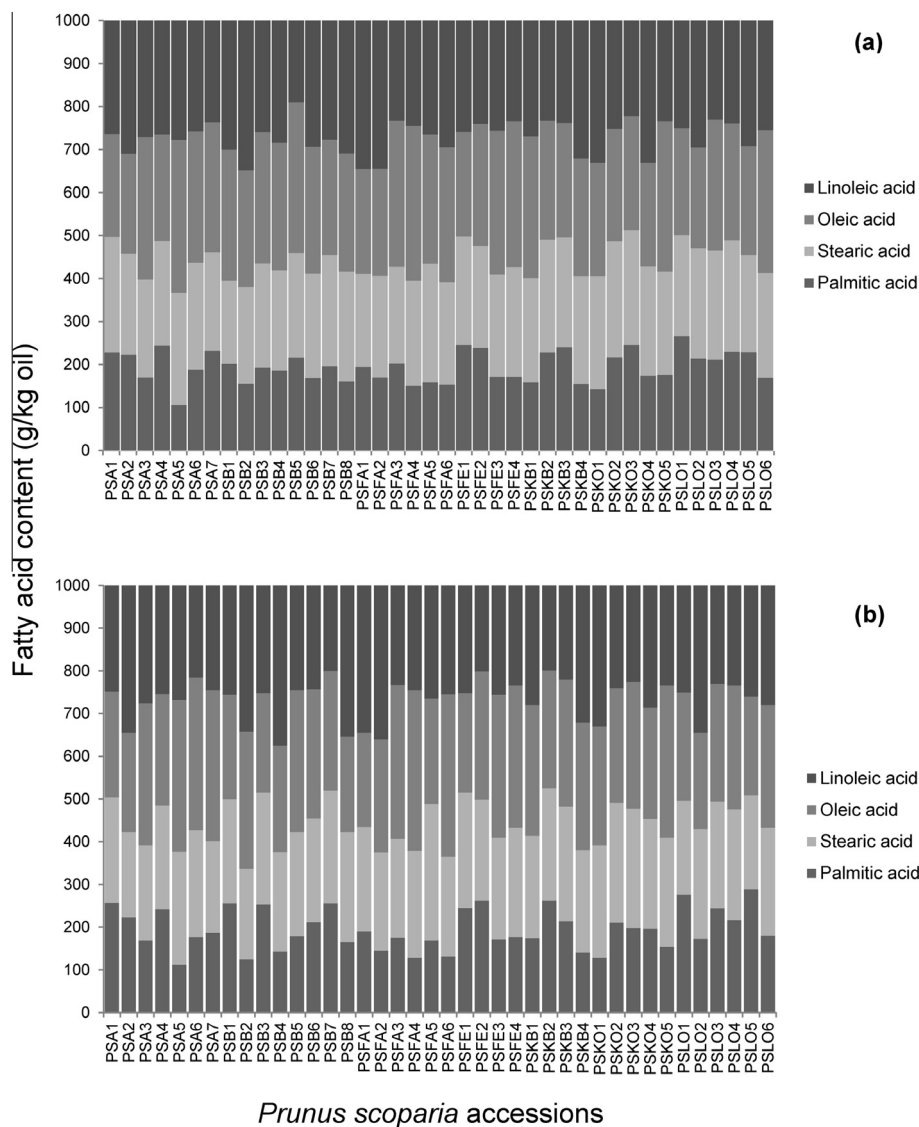 Fatty acid content (g/kg oil)
(a)
1000
900
800
700
600
500
400
300
200
100
0
Linoleic acid
Oleic acid
Stearic acid
Palmitic acid
PSA1
PSA2
PSA3
PSA4
PSA5
PSA6
PSA7
PSB1
PSB2
PSB3
PSB4
PSB5
PSB6
PSB7
PSB8
PSFA1
PSFA2
PSFA3
PSFA4
PSFA5
PSFA6
PSFE1
PSFE2
PSFE3
PSFE4
PSKB1
PSKB2
PSKB3
PSKB4
PSKO1
PSKO2
PSKO3
PSKO4
PSKO5
PSLO1
PSLO2
PSLO3
PSLO4
PSLO5
PSLO6
(b)
1000
900
800
700
600
500
400
300
200
100
0
Linoleic acid
Oleic acid
Stearic acid
Palmitic acid
PSA1
PSA2
PSA3
PSA4
PSA5
PSA6
PSA7
PSB1
PSB2
PSB3
PSB4
PSB5
PSB6
PSB7
PSB8
PSFA1
PSFA2
PSFA3
PSFA4
PSFA5
PSFA6
PSFE1
PSFE2
PSFE3
PSFE4
PSKB1
PSKB2
PSKB3
PSKB4
PSKO1
PSKO2
PSKO3
PSKO4
PSKO5
PSLO1
PSLO2
PSLO3
PSLO4
PSLO5
PSLO6
Prunus scoparia accessions